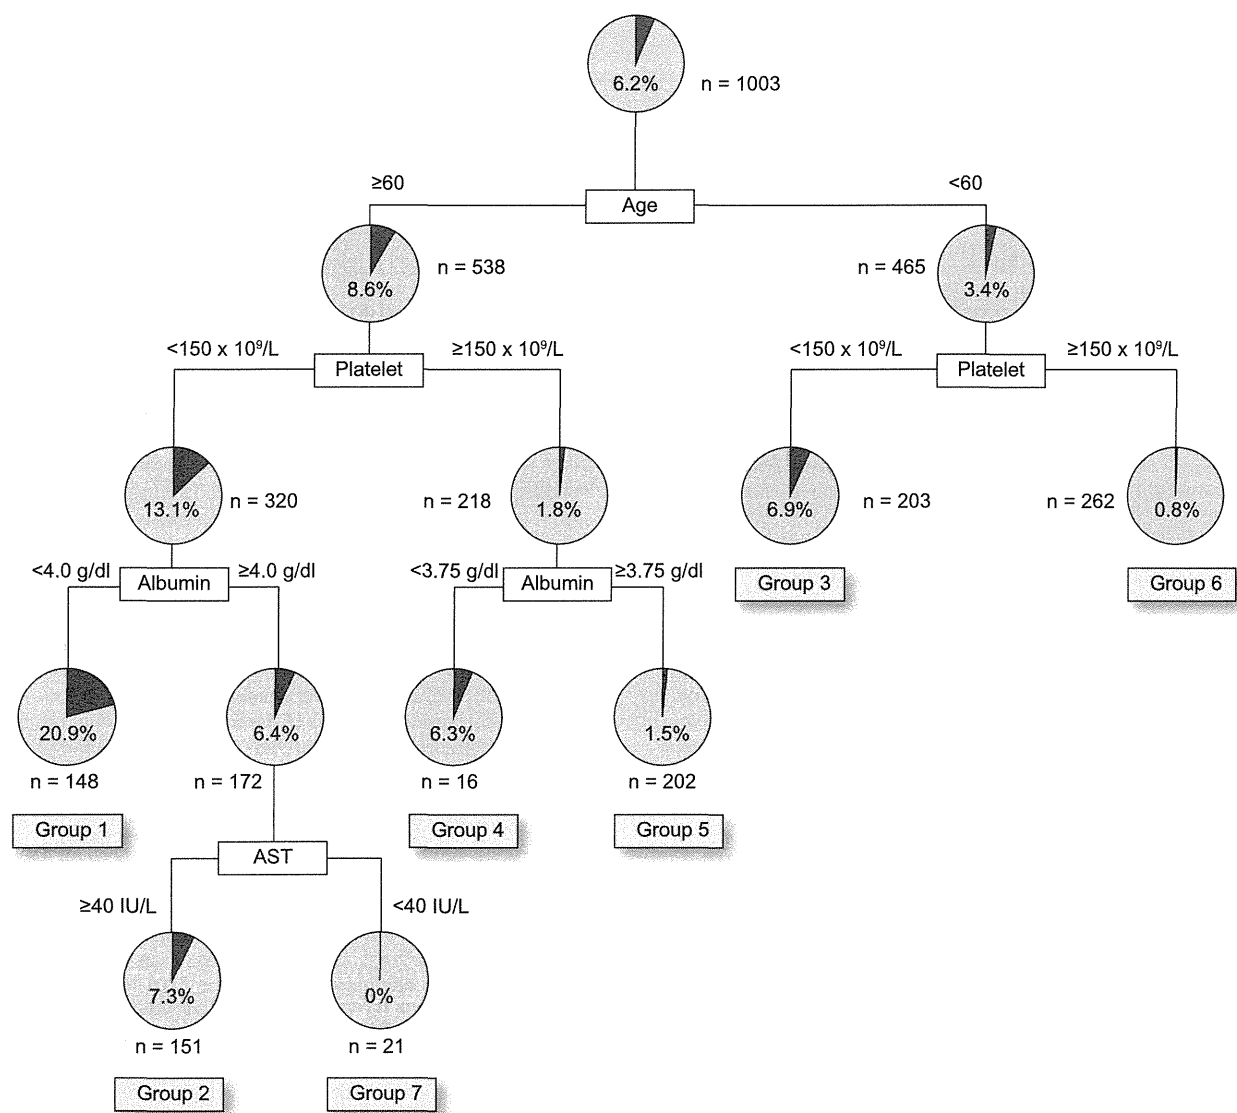 6.2%
n = 1003
≥60
<60
Age
8.6%
n = 538
n = 465
3.4%
<150 x 10⁹/L
≥150 x 10⁹/L
<150 x 10⁹/L
≥150 x 10⁹/L
Platelet
Platelet
13.1%
n = 320
n = 218
1.8%
6.9%
n = 203
n = 262
0.8%
<4.0 g/dl
Albumin
≥4.0 g/dl
<3.75 g/dl
Albumin
≥3.75 g/dl
Group 3
Group 6
20.9%
6.4%
6.3%
1.5%
n = 148
n = 172
n = 16
n = 202
Group 1
Group 4
Group 5
AST
≥40 IU/L
<40 IU/L
7.3%
0%
n = 151
n = 21
Group 2
Group 7